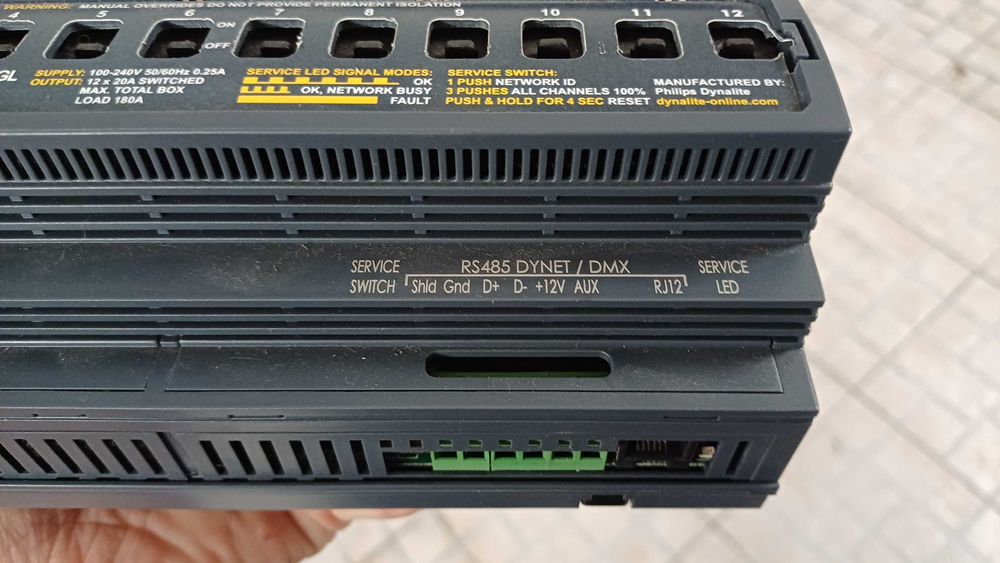 WARNING: MANUAL OVERRIDES DO NOT PROVIDE PERMANENT ISOLATION
4 5 6 7 8 9 10 11 12
ON
OFF
GL
SUPPLY: 100-240V 50/60Hz 0.25A
OUTPUT: 12 x 20A SWITCHED
MAX. TOTAL BOX
LOAD 180A
SERVICE LED SIGNAL MODES:
OK
OK, NETWORK BUSY
FAULT
SERVICE SWITCH:
1 PUSH NETWORK ID
3 PUSHES ALL CHANNELS 100%
PUSH & HOLD FOR 4 SEC RESET
MANUFACTURED BY:
Philips Dynalite
dynalite-online.com
SERVICE
SWITCH
RS485 DYNET / DMX
Shld Gnd D+ D- +12V AUX RJ12
SERVICE
LED